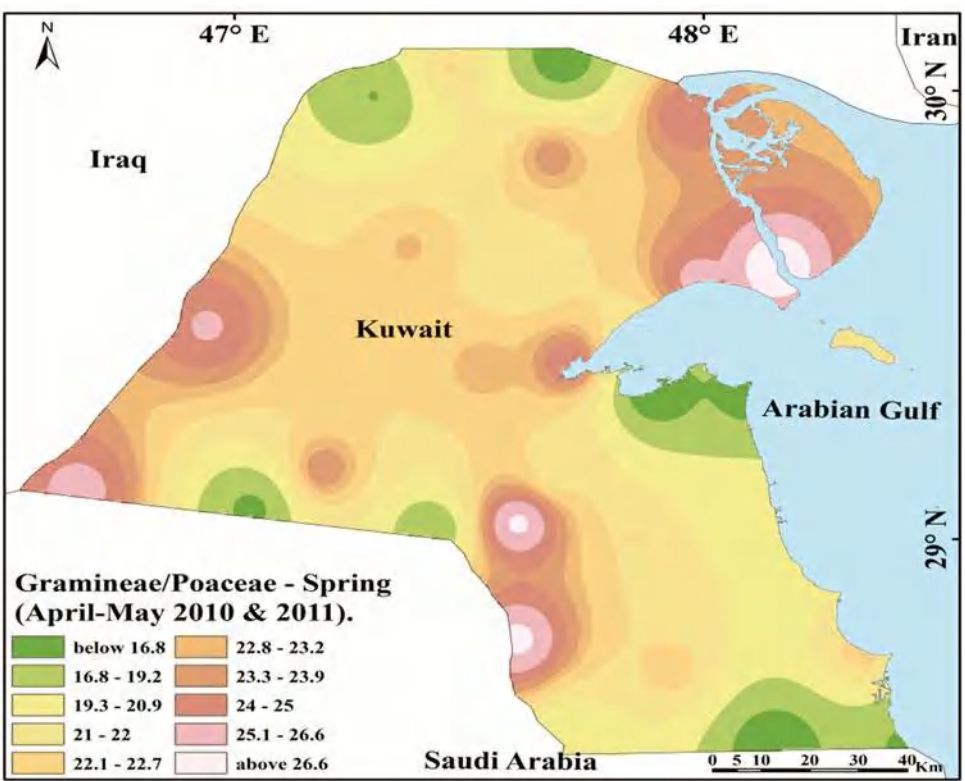 N
47° E
48° E
Iran
30° N
Iraq
Kuwait
Arabian Gulf
29° N
Gramineae/Poaceae - Spring
(April-May 2010 & 2011).
below 16.8
16.8 - 19.2
19.3 - 20.9
21 - 22
22.1 - 22.7
22.8 - 23.2
23.3 - 23.9
24 - 25
25.1 - 26.6
above 26.6
Saudi Arabia
0 5 10 20 30 40 Km